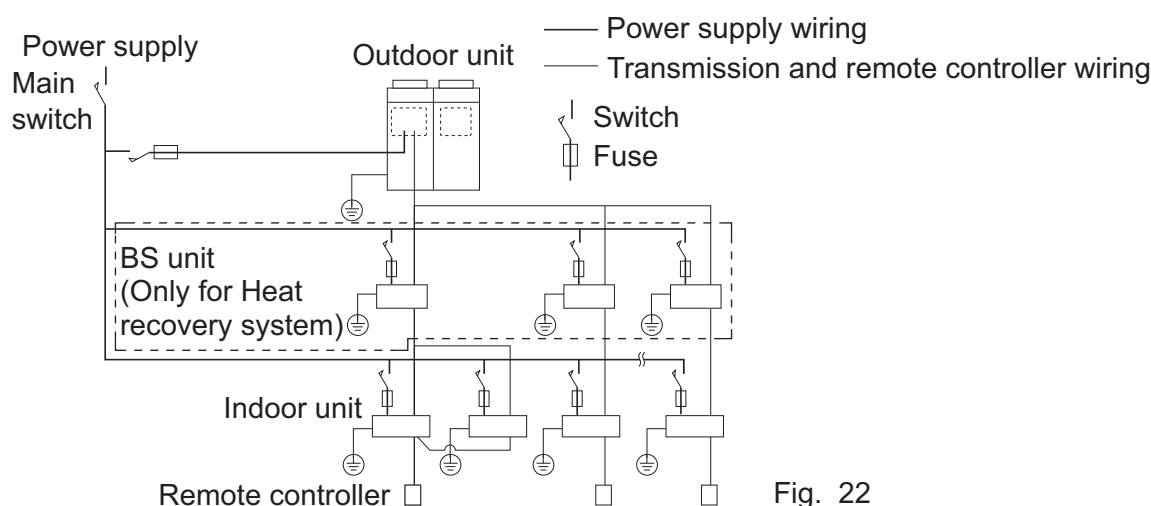 Power supply
Main
switch
Outdoor unit
Power supply wiring
Transmission and remote controller wiring
Switch
Fuse
BS unit
(Only for Heat
recovery system)
Indoor unit
Remote controller
Fig. 22